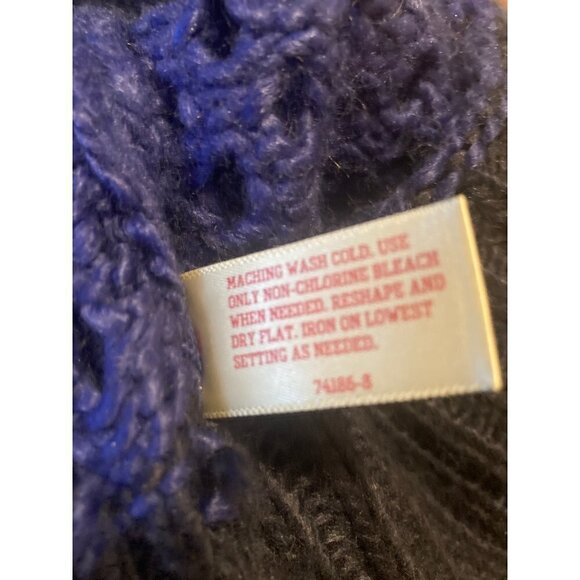 MACHING WASH COLD. USE
ONLY NON-CHLORINE BLEACH
WHEN NEEDED. RESHAPE AND
DRY FLAT. IRON ON LOWEST
SETTING AS NEEDED.
74186-8